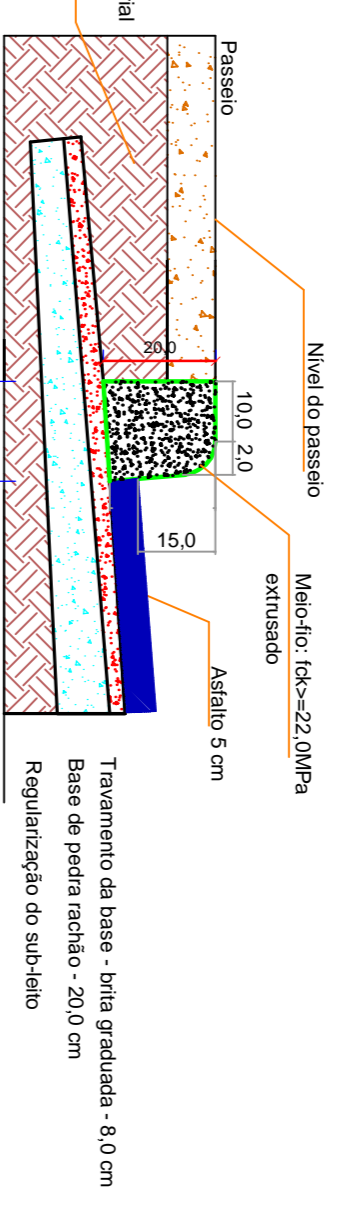 Passeio
Nível do passeio
Meio-fio: fck>=22,0MPa
extrusado
20,0
10,0
2,0
15,0
Asfalto 5 cm
Travamento da base - brita graduada - 8,0 cm
Base de pedra rachão - 20,0 cm
Regularização do sub-leito